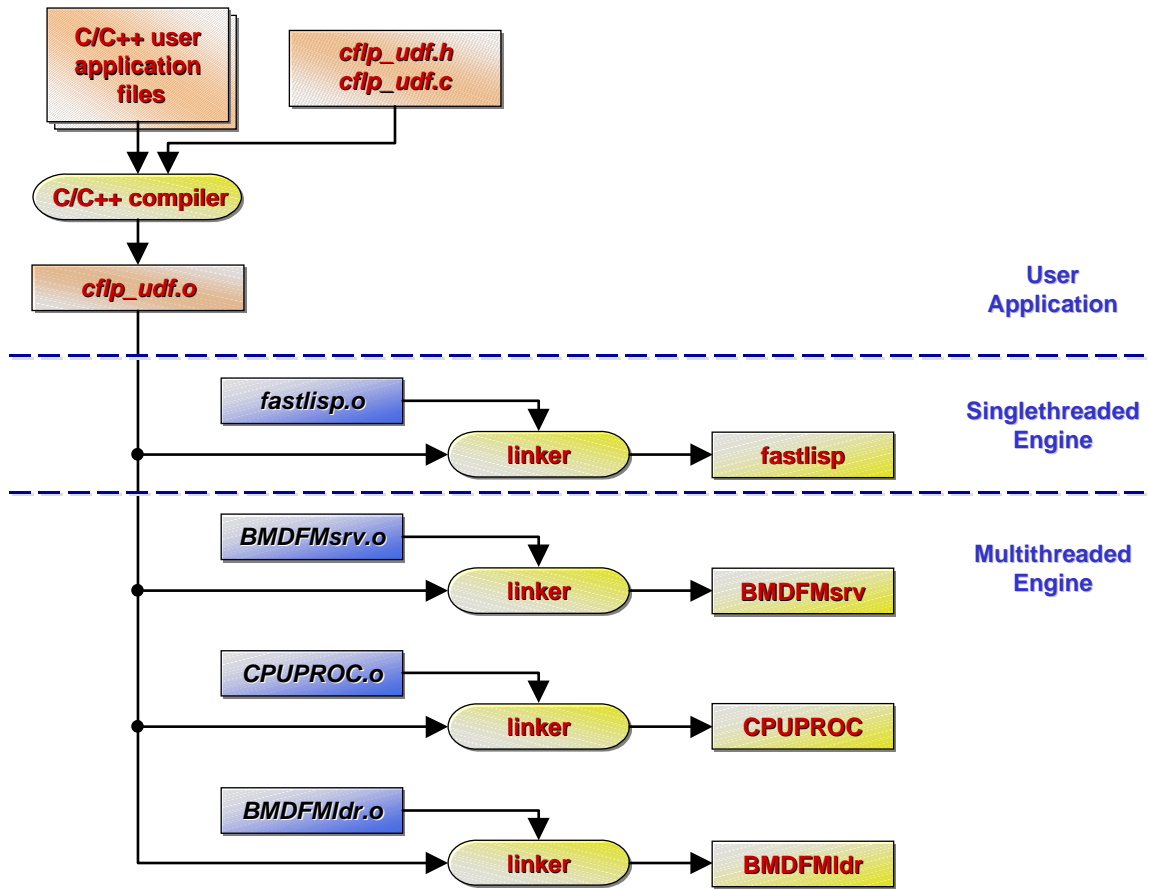 C/C++ user
application
files
cflp_udf.h
cflp_udf.c
C/C++ compiler
cflp_udf.o
User
Application
fastlisp.o
linker
fastlisp
Singlethreaded
Engine
BMDFMsrv.o
linker
BMDFMsrv
Multithreaded
Engine
CPUPROC.o
linker
CPUPROC
BMDFMldr.o
linker
BMDFMldr